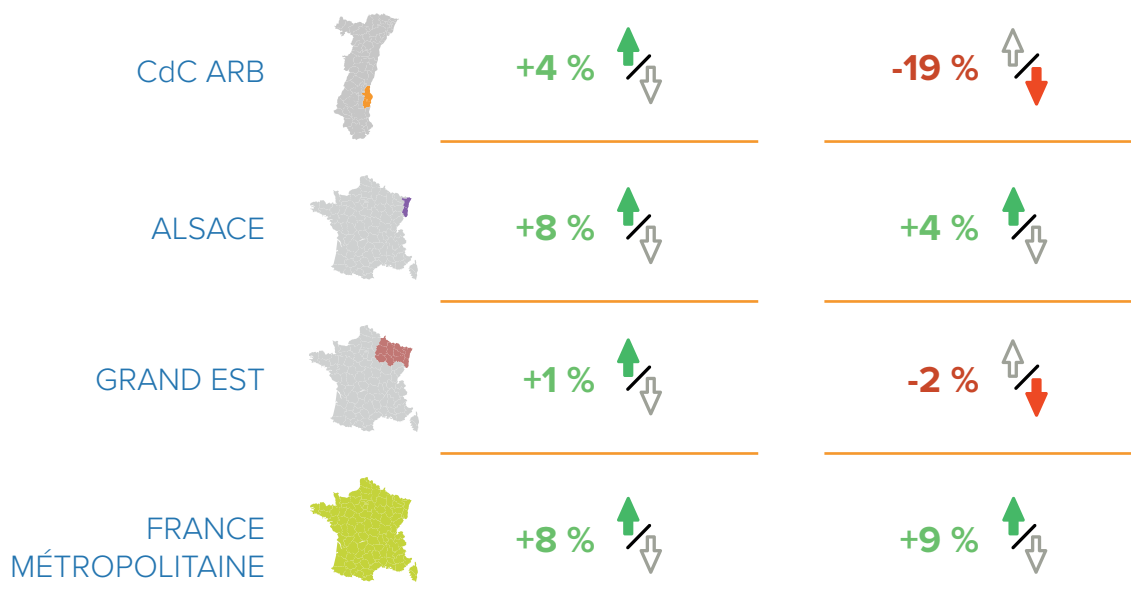 CdC ARB
+4 %
-19 %
ALSACE
+8 %
+4 %
GRAND EST
+1 %
-2 %
FRANCE
MÉTROPOLITAINE
+8 %
+9 %